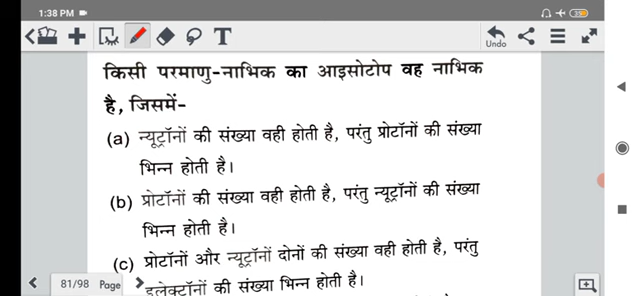 1:38 PM
T
Undo
किसी परमाणु-नाभिक का आइसोटोप वह नाभिक
है, जिसमें-
(a) न्यूट्रॉनों की संख्या वही होती है, परंतु प्रोटॉनों की संख्या
भिन्न होती है।
(b) प्रोटॉनों की संख्या वही होती है, परंतु न्यूट्रॉनों की संख्या
भिन्न होती है।
(c) प्रोटॉनों और न्यूट्रॉनों दोनों की संख्या वही होती है, परंतु
इलेक्ट्रॉनों की संख्या भिन्न होती है।
81/98 Page